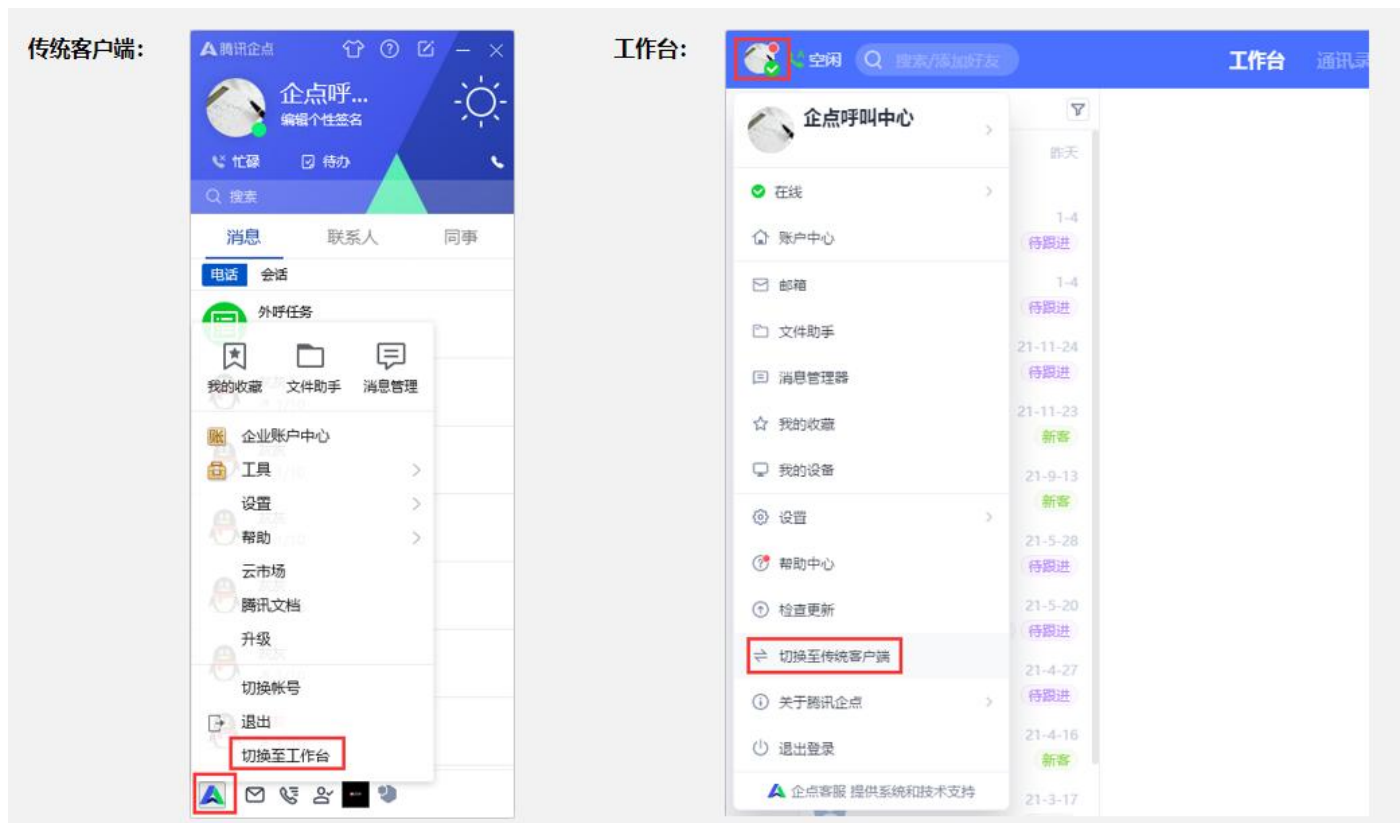 传统客户端：
腾讯企点
企点呼...
编辑个性签名
忙碌 待办
搜索
消息 联系人 同事
电话 会话
外呼任务
我的收藏 文件助手 消息管理
账 企业账户中心
工具
设置
帮助
云市场
腾讯文档
升级
切换帐号
退出
切换至工作台
工作台：
空闲 搜索/添加好友 工作台 通讯录
企点呼叫中心
昨天
在线
1-4
账户中心
待跟进
邮箱
1-4
待跟进
文件助手
21-11-24
消息管理器
待跟进
21-11-23
我的收藏
新客
我的设备
21-9-13
新客
设置
21-5-28
帮助中心
待跟进
检查更新
21-5-20
待跟进
切换至传统客户端
21-4-27
关于腾讯企点
待跟进
21-4-16
退出登录
新客
企点客服 提供系统和技术支持
21-3-17